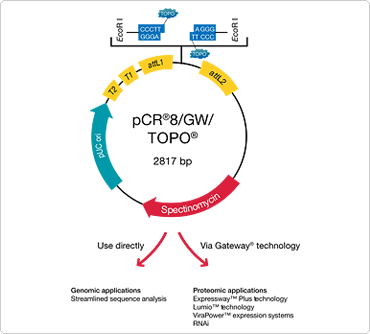 TOPO
EcoR I
CCCTT
GGGA
AGGG
TT CCC
EcoR I
TOPO
T2
T1
attL1
attL2
pUC ori
pCR®8/GW/
TOPO®
2817 bp
Spectinomycin
Use directly
Via Gateway® technology
Genomic applications
Streamlined sequence analysis
Proteomic applications
Expressway™ Plus technology
Lumio™ technology
ViraPower™ expression systems
RNAi